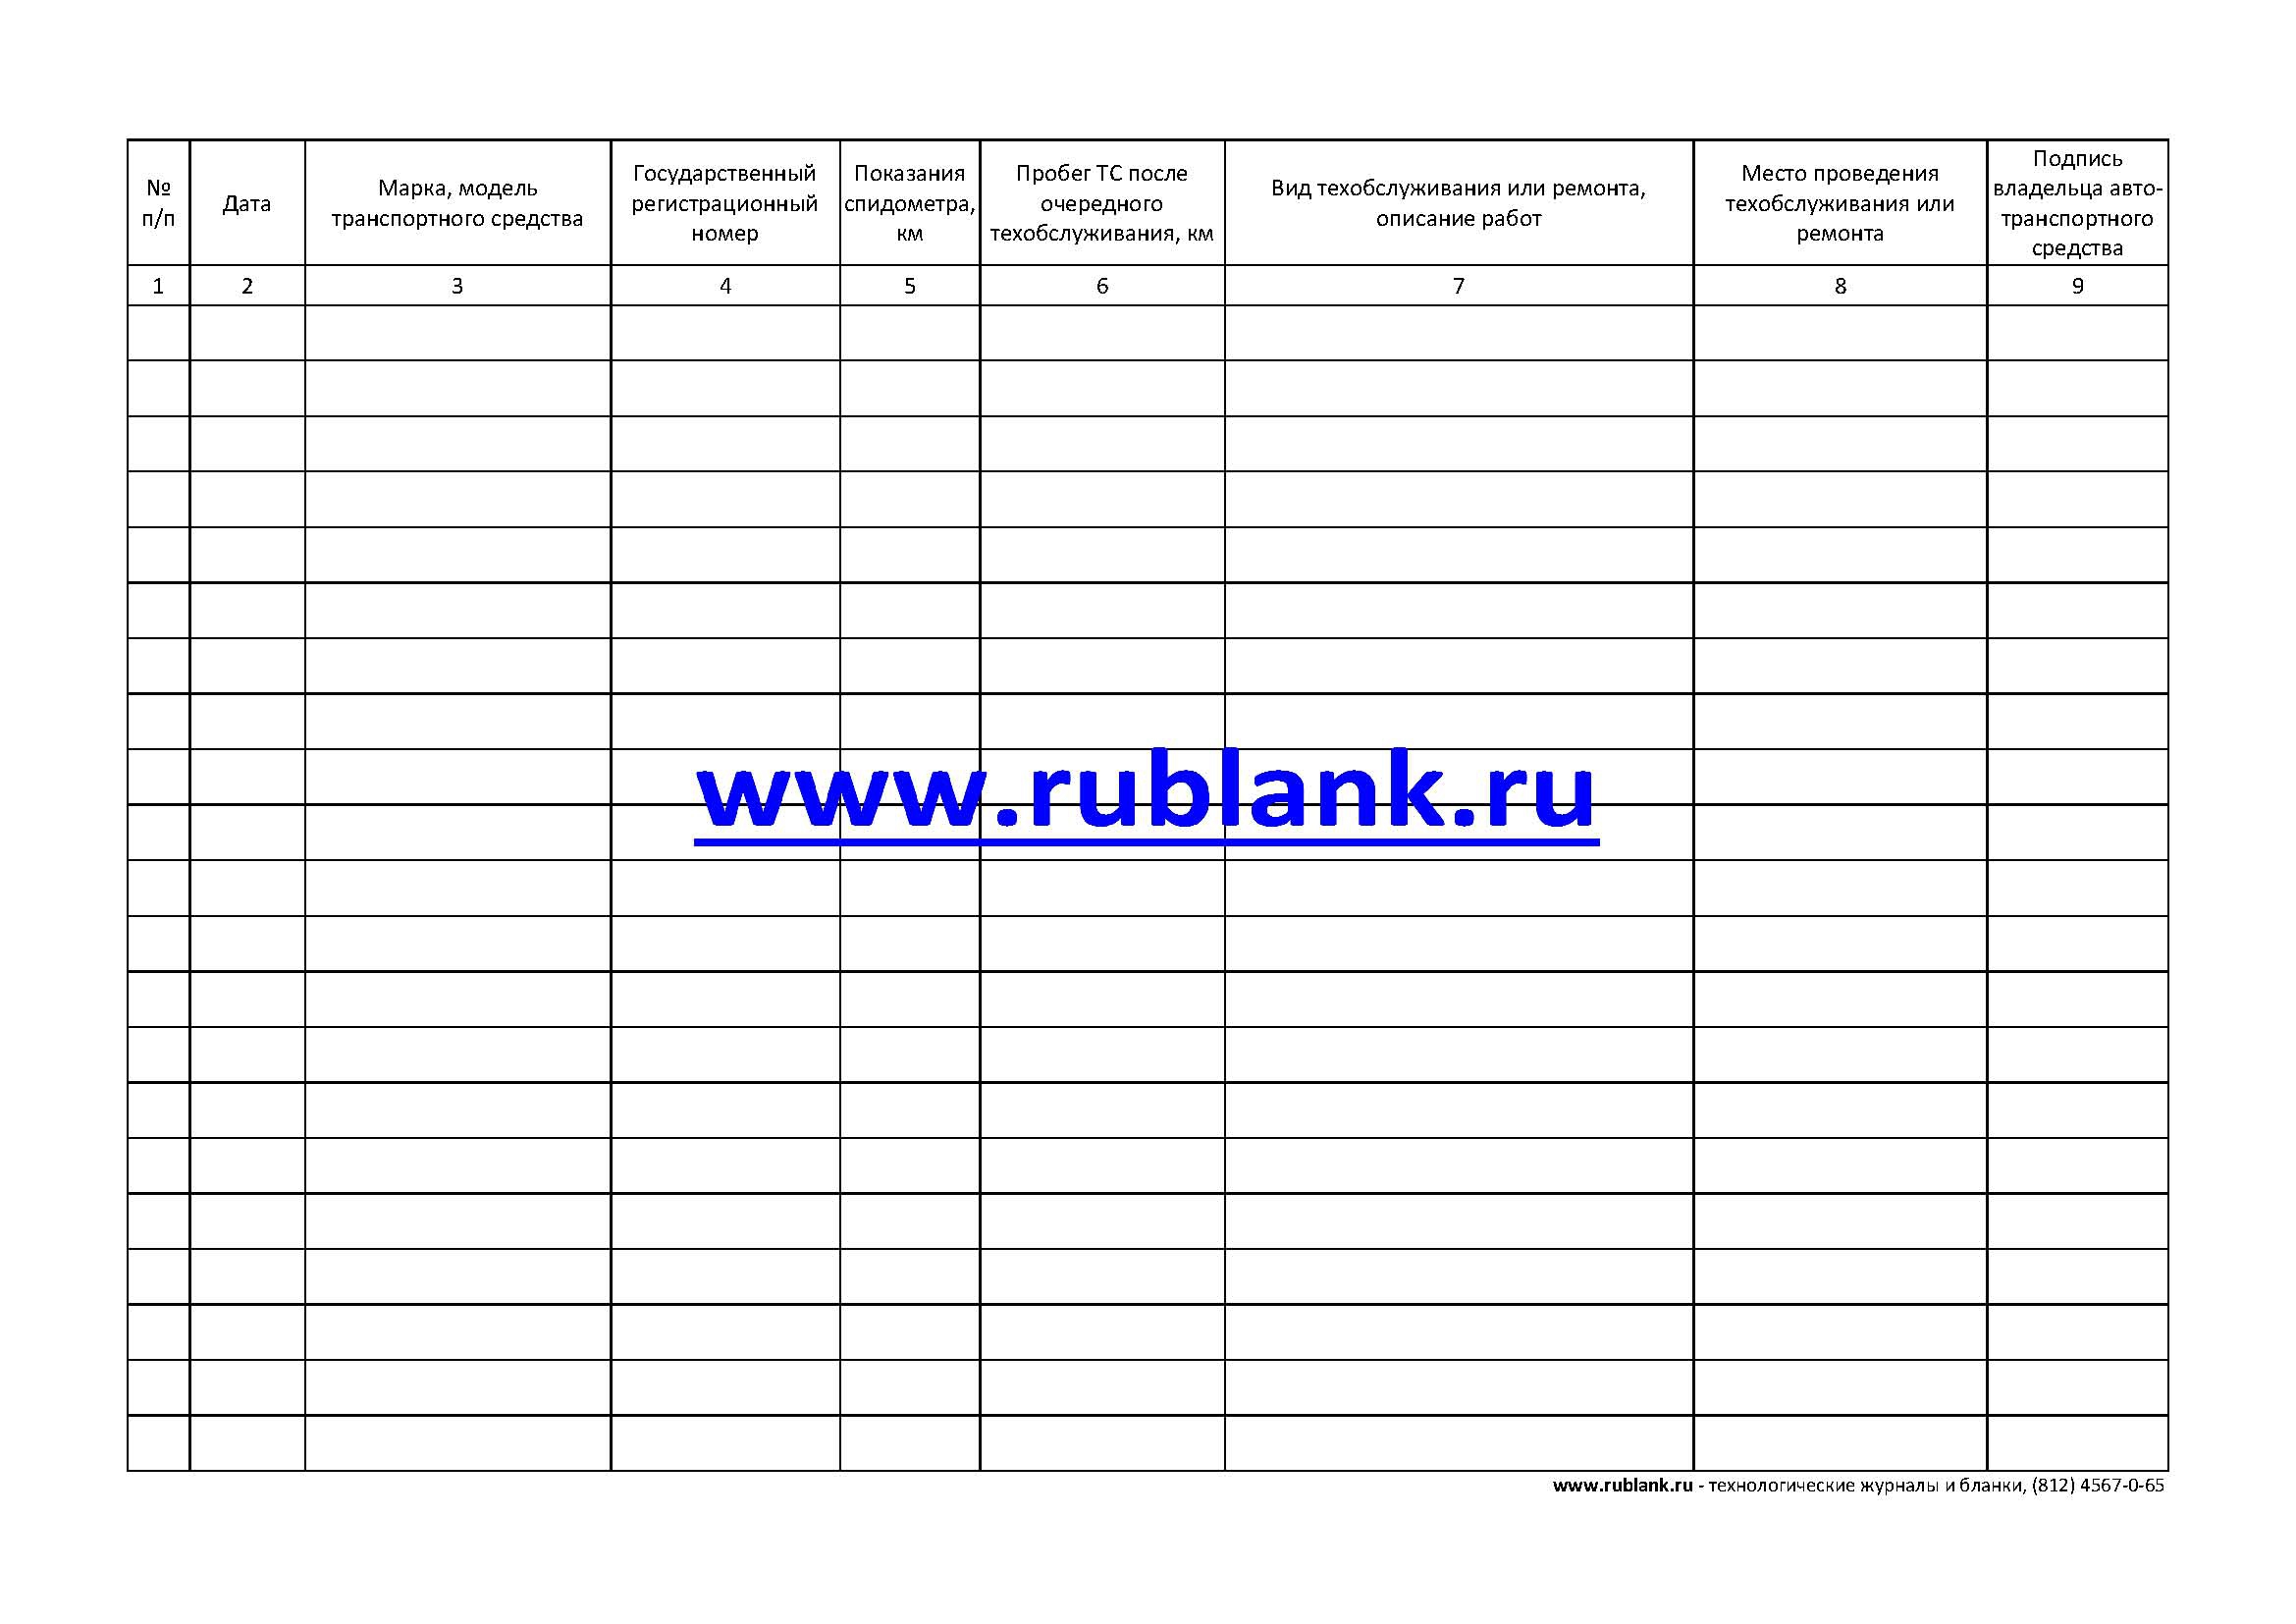 №
п/п
Дата
Марка, модель
транспортного средства
Государственный
регистрационный
номер
Показания
спидометра,
км
Пробег ТС после
очередного
техобслуживания, км
Вид техобслуживания или ремонта,
описание работ
Место проведения
техобслуживания или
ремонта
Подпись
владельца авто-
транспортного
средства
1 2 3 4 5 6 7 8 9
www.rublank.ru
www.rublank.ru - технологические журналы и бланки, (812) 4567-0-65